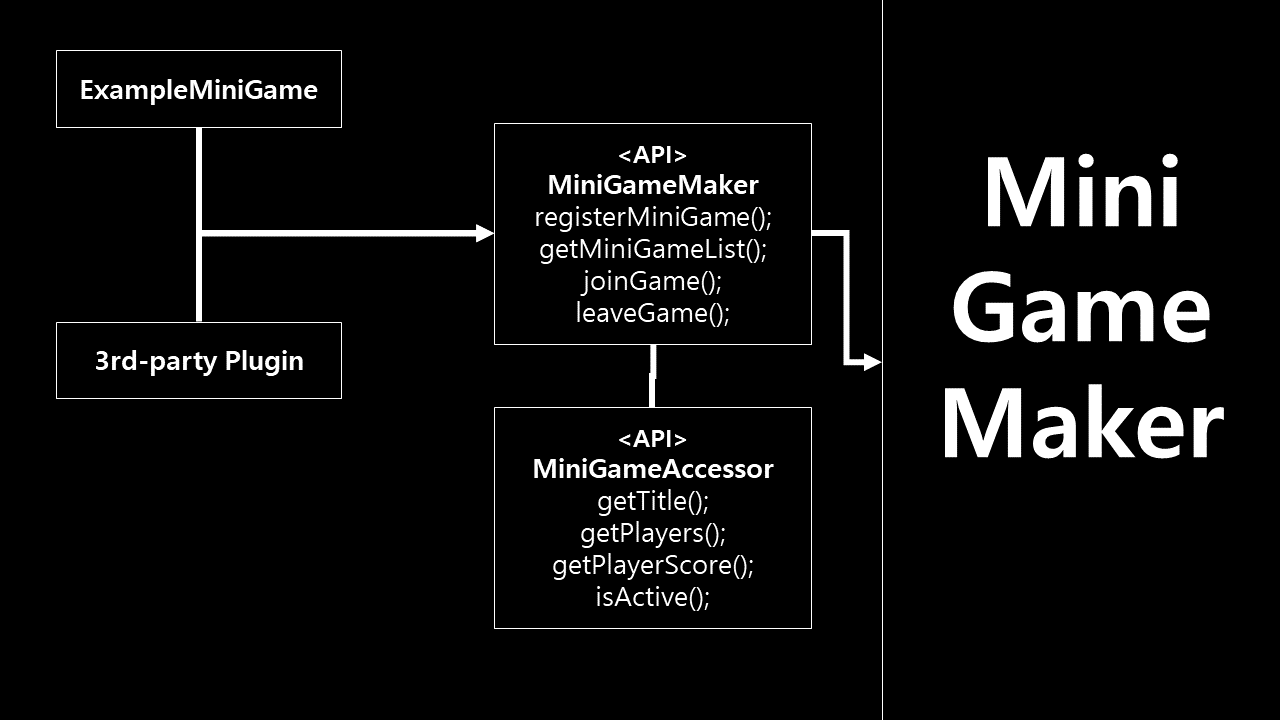 ExampleMiniGame
3rd-party Plugin
<API>
MiniGameMaker
registerMiniGame();
getMiniGameList();
joinGame();
leaveGame();
<API>
MiniGameAccessor
getTitle();
getPlayers();
getPlayerScore();
isActive();
Mini
Game
Maker